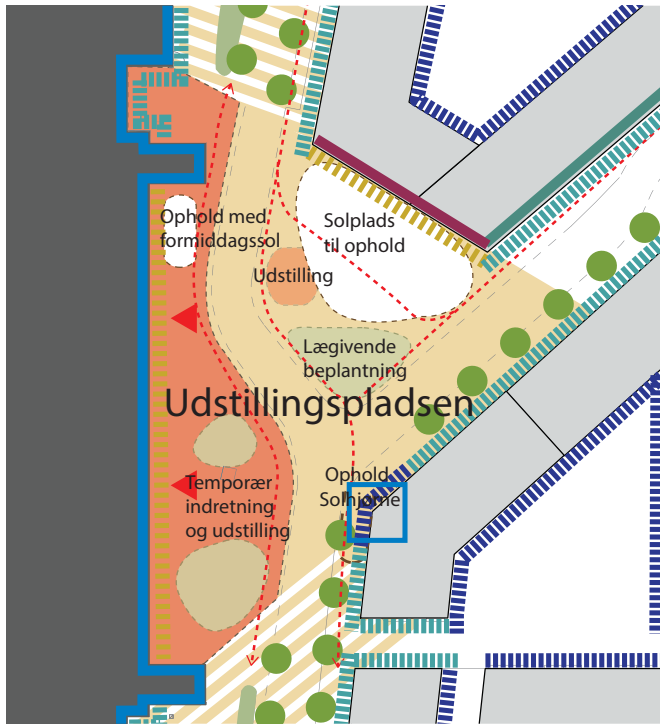 Ophold med
formiddagssol
Solplads
til ophold
Udstilling
Lægivende
beplantning
Udstillingspladsen
Ophold
Solhjørne
Temporær
indretning
og udstilling